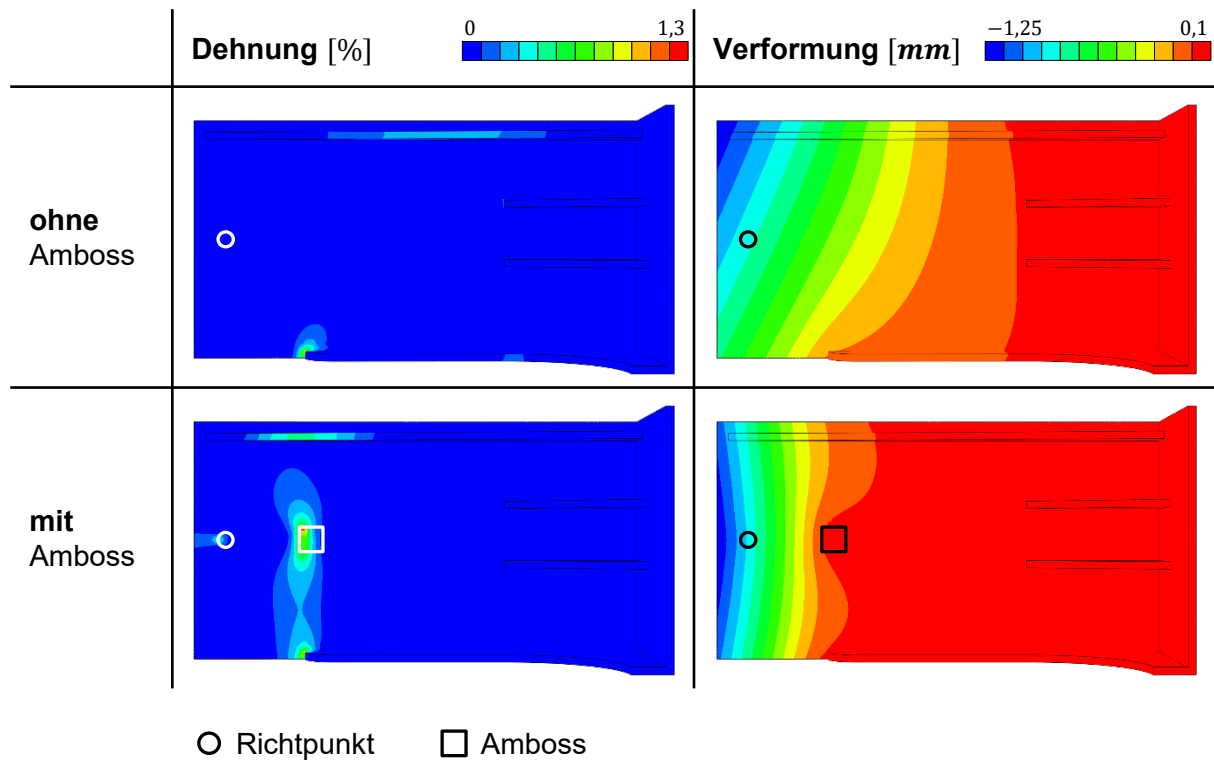 Dehnung [%]
0
1,3
Verformung [mm]
−1,25
0,1
ohne
Amboss
mit
Amboss
Richtpunkt
Amboss